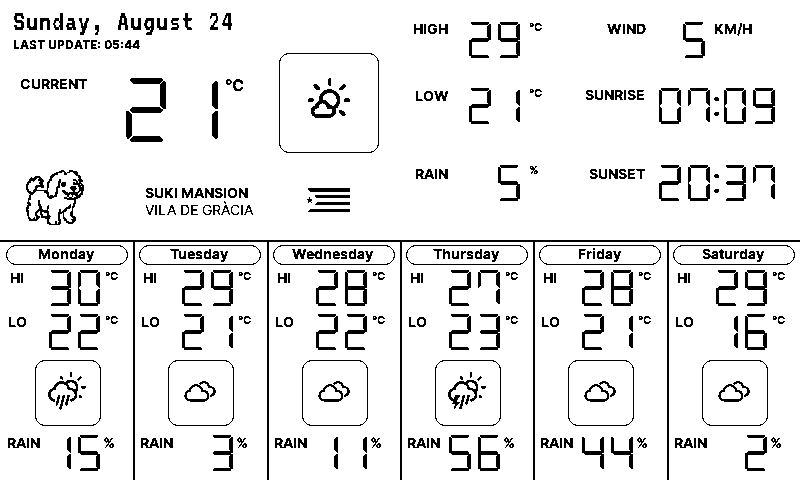 Sunday, August 24
LAST UPDATE: 05:44
CURRENT 21 °C
HIGH 29 °C
WIND 5 KM/H
LOW 21 °C
SUNRISE 07:09
RAIN 5 %
SUNSET 20:37
SUKI MANSION
VILA DE GRÀCIA
Monday
HI 30 °C
LO 22 °C
RAIN 15 %
Tuesday
HI 29 °C
LO 21 °C
RAIN 3 %
Wednesday
HI 28 °C
LO 22 °C
RAIN 11 %
Thursday
HI 27 °C
LO 23 °C
RAIN 56 %
Friday
HI 28 °C
LO 21 °C
RAIN 44 %
Saturday
HI 29 °C
LO 16 °C
RAIN 2 %